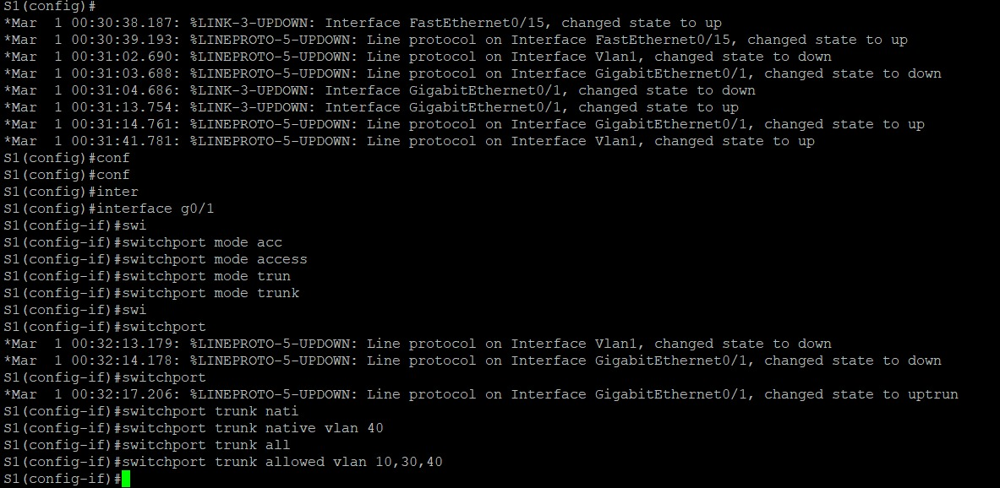 S1(config)#
*Mar  1 00:30:38.187: %LINK-3-UPDOWN: Interface FastEthernet0/15, changed state to up
*Mar  1 00:30:39.193: %LINEPROTO-5-UPDOWN: Line protocol on Interface FastEthernet0/15, changed state to up
*Mar  1 00:31:02.690: %LINEPROTO-5-UPDOWN: Line protocol on Interface Vlan1, changed state to down
*Mar  1 00:31:03.688: %LINEPROTO-5-UPDOWN: Line protocol on Interface GigabitEthernet0/1, changed state to down
*Mar  1 00:31:04.686: %LINK-3-UPDOWN: Interface GigabitEthernet0/1, changed state to down
*Mar  1 00:31:13.754: %LINK-3-UPDOWN: Interface GigabitEthernet0/1, changed state to up
*Mar  1 00:31:14.761: %LINEPROTO-5-UPDOWN: Line protocol on Interface GigabitEthernet0/1, changed state to up
*Mar  1 00:31:41.781: %LINEPROTO-5-UPDOWN: Line protocol on Interface Vlan1, changed state to up
S1(config)#conf
S1(config)#conf
S1(config)#inter
S1(config)#interface g0/1
S1(config-if)#swi
S1(config-if)#switchport mode acc
S1(config-if)#switchport mode access
S1(config-if)#switchport mode trun
S1(config-if)#switchport mode trunk
S1(config-if)#swi
S1(config-if)#switchport
*Mar  1 00:32:13.179: %LINEPROTO-5-UPDOWN: Line protocol on Interface Vlan1, changed state to down
*Mar  1 00:32:14.178: %LINEPROTO-5-UPDOWN: Line protocol on Interface GigabitEthernet0/1, changed state to down
S1(config-if)#switchport
*Mar  1 00:32:17.206: %LINEPROTO-5-UPDOWN: Line protocol on Interface GigabitEthernet0/1, changed state to uptrun
S1(config-if)#switchport trunk nati
S1(config-if)#switchport trunk native vlan 40
S1(config-if)#switchport trunk all
S1(config-if)#switchport trunk allowed vlan 10,30,40
S1(config-if)#